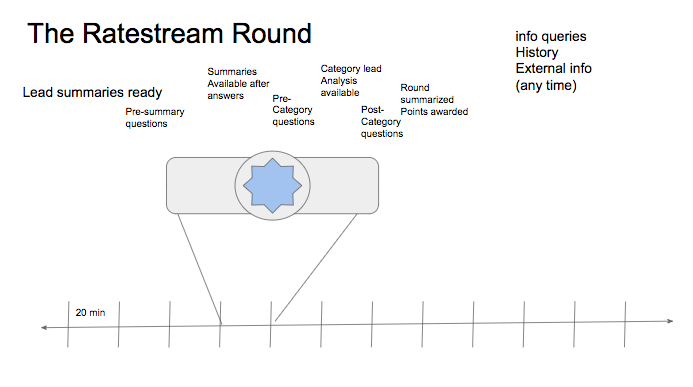 The Ratestream Round
info queries
History
External info
(any time)
Lead summaries ready
Pre-summary
questions
Summaries
Available after
answers
Pre-
Category
questions
Category lead
Analysis
available
Post-
Category
questions
Round
summarized
Points awarded
20 min